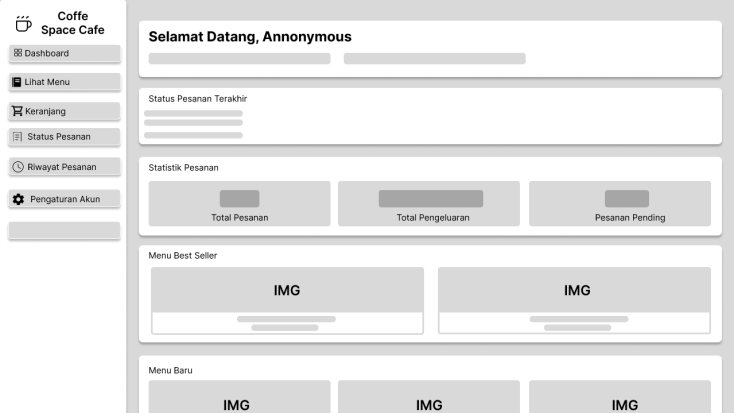 Coffe
Space Cafe
Dashboard
Lihat Menu
Keranjang
Status Pesanan
Riwayat Pesanan
Pengaturan Akun
Selamat Datang, Annonymous
Status Pesanan Terakhir
Statistik Pesanan
Total Pesanan
Total Pengeluaran
Pesanan Pending
Menu Best Seller
IMG
IMG
Menu Baru
IMG
IMG
IMG